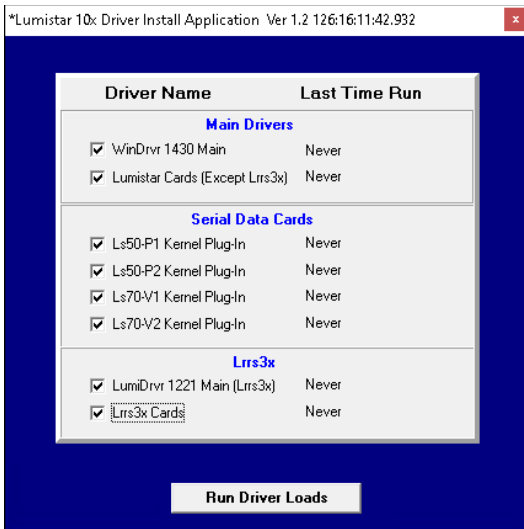 *Lumistar 10x Driver Install Application Ver 1.2 126:16:11:42.932 x
Driver Name Last Time Run
Main Drivers
WinDrvr 1430 Main Never
Lumistar Cards (Except Lrrs3x) Never
Serial Data Cards
Ls50-P1 Kernel Plug-In Never
Ls50-P2 Kernel Plug-In Never
Ls70-V1 Kernel Plug-In Never
Ls70-V2 Kernel Plug-In Never
Lrrs3x
LumiDrvr 1221 Main (Lrrs3x) Never
Lrrs3x Cards Never
Run Driver Loads